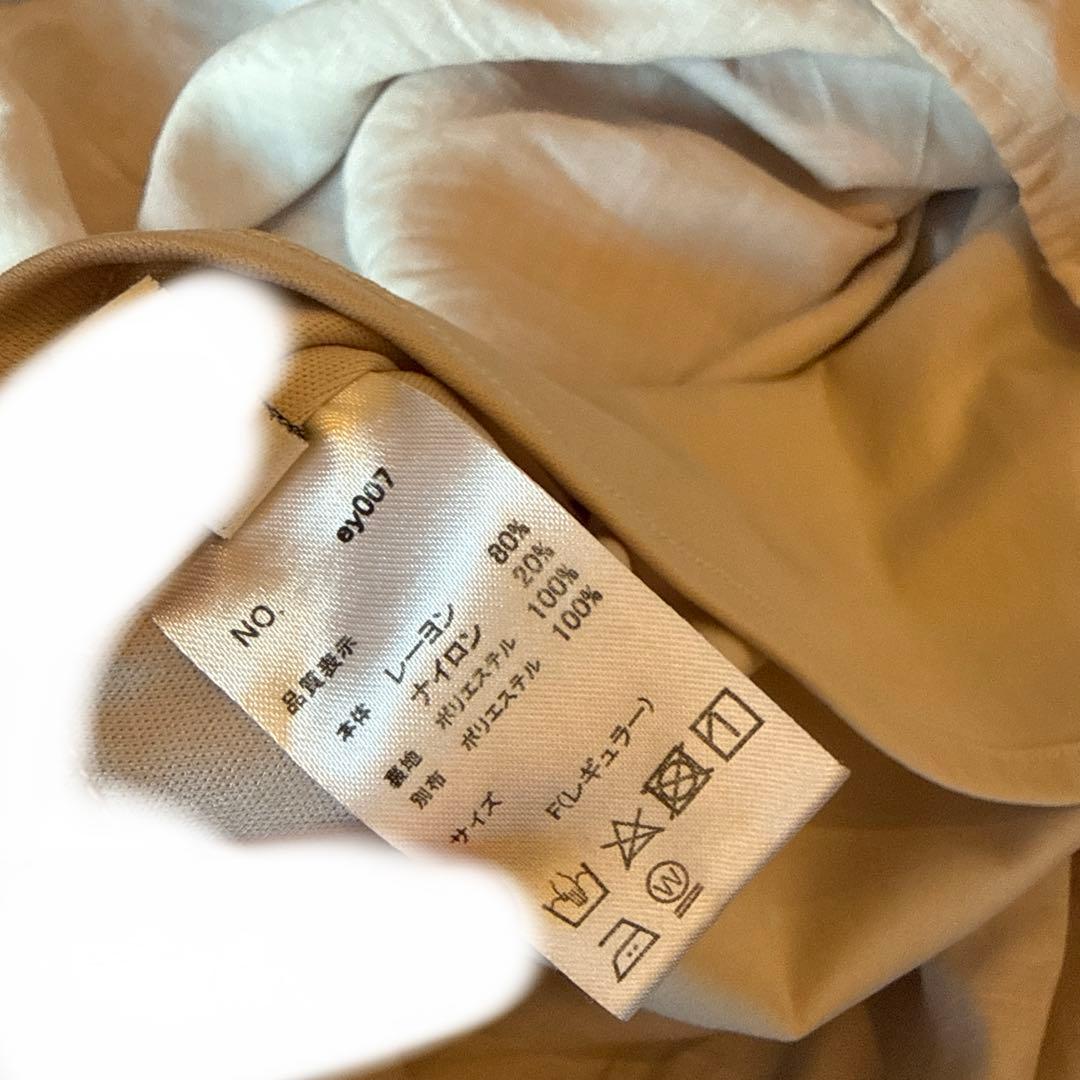 NO. ey007
品質表示
本体 レーヨン 80%
ナイロン 20%
裏地 ポリエステル 100%
別布 ポリエステル 100%
サイズ F(レギュラー)
W